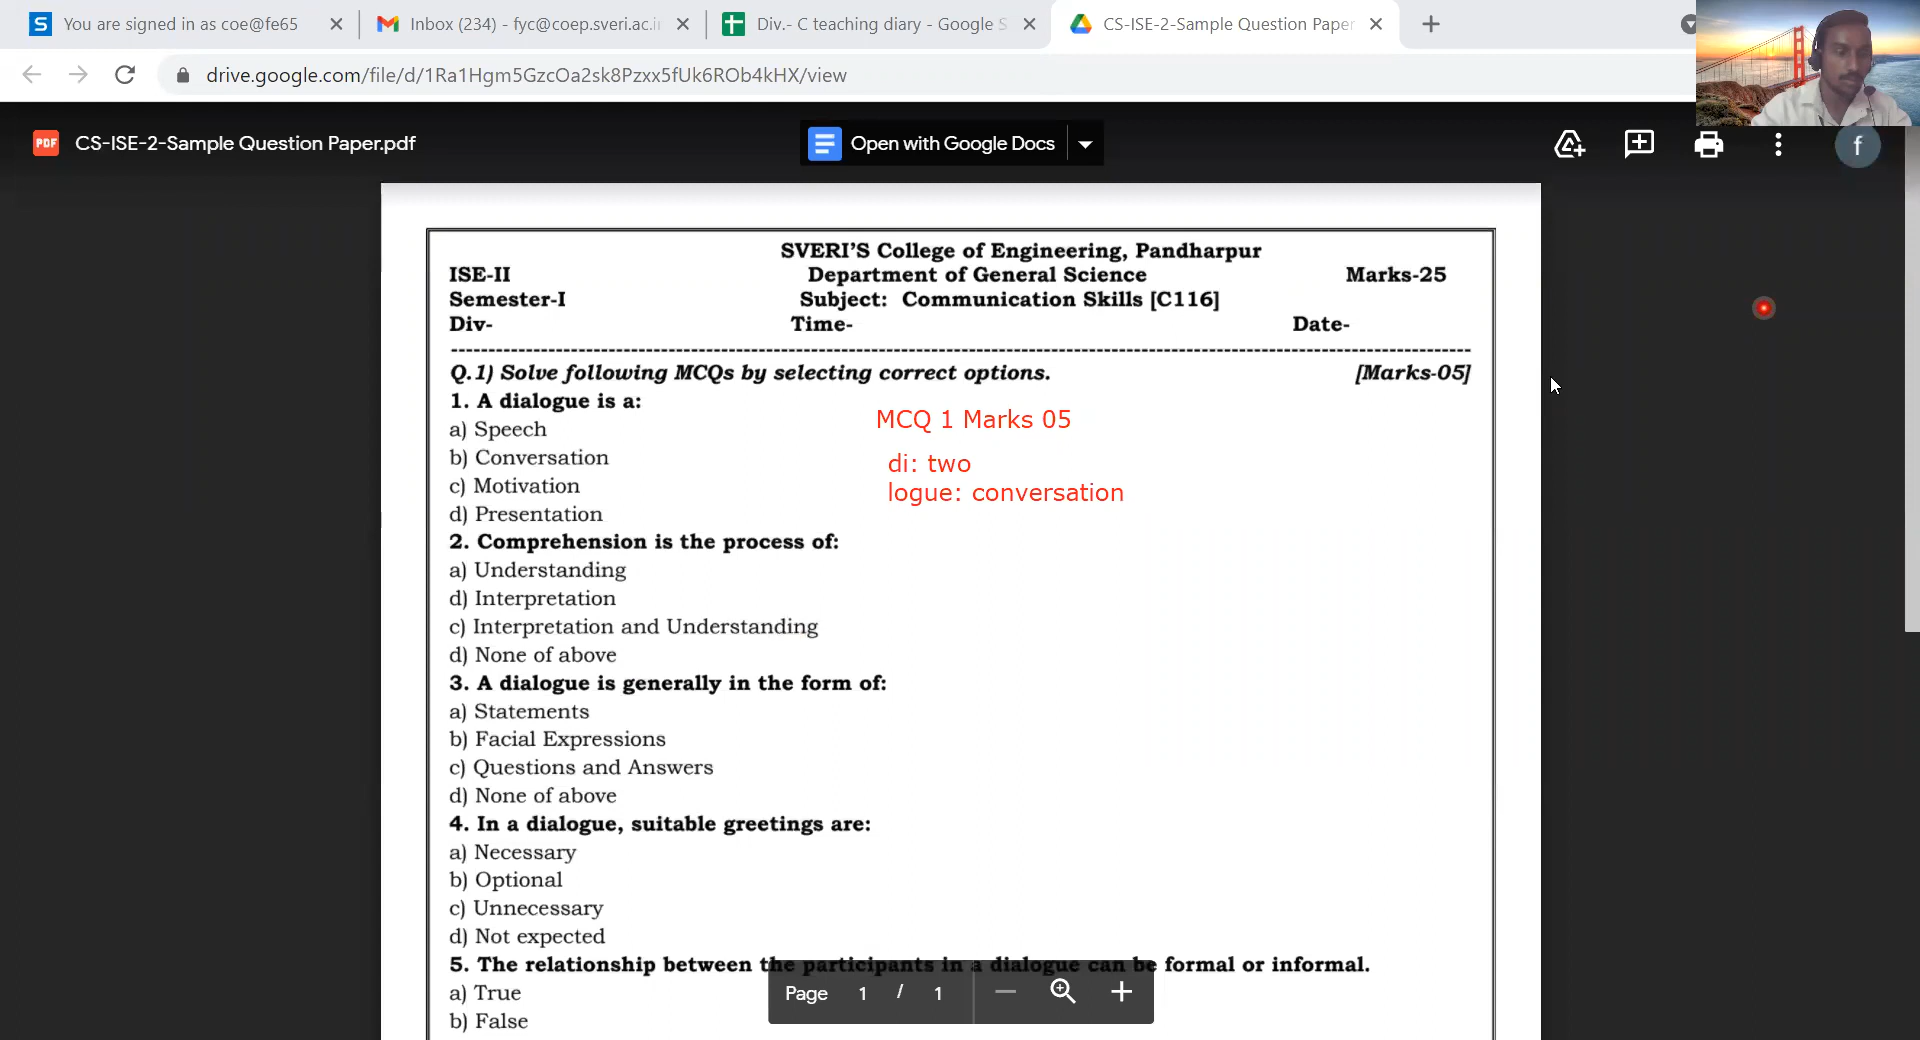 You are signed in as coe@fe65
Inbox (234) - fyc@coep.sveri.ac.i
Div.- C teaching diary - Google S
CS-ISE-2-Sample Question Paper
drive.google.com/file/d/1Ra1Hgm5GzcOa2sk8Pzxx5fUk6ROb4kHX/view
PDF CS-ISE-2-Sample Question Paper.pdf
Open with Google Docs
f
SVERI'S College of Engineering, Pandharpur
ISE-II Department of General Science Marks-25
Semester-I Subject: Communication Skills [C116]
Div- Time- Date-
Q.1) Solve following MCQs by selecting correct options. [Marks-05]
1. A dialogue is a:
MCQ 1 Marks 05
a) Speech
b) Conversation
di: two
c) Motivation
logue: conversation
d) Presentation
2. Comprehension is the process of:
a) Understanding
d) Interpretation
c) Interpretation and Understanding
d) None of above
3. A dialogue is generally in the form of:
a) Statements
b) Facial Expressions
c) Questions and Answers
d) None of above
4. In a dialogue, suitable greetings are:
a) Necessary
b) Optional
c) Unnecessary
d) Not expected
5. The relationship between the participants in a dialogue can be formal or informal.
a) True
Page 1 / 1
b) False